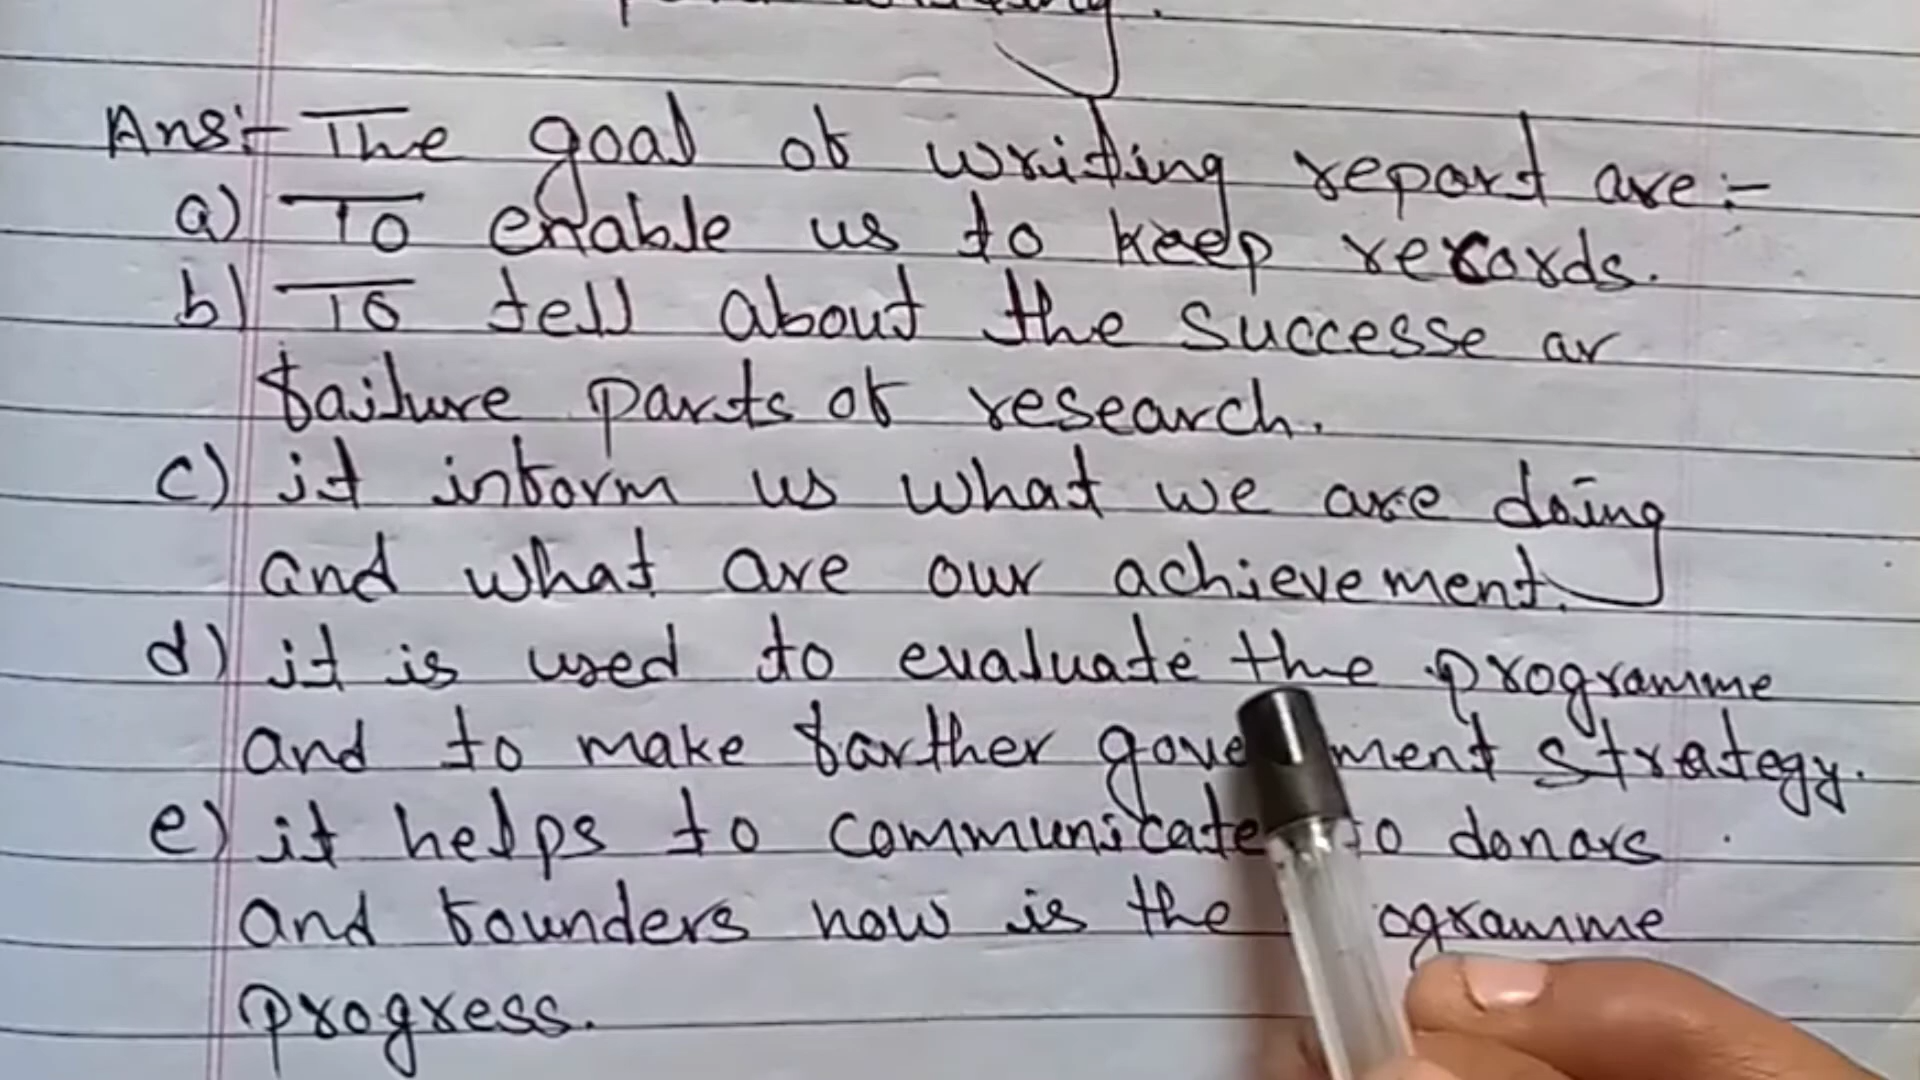 Ans:- The goal of writing report are:-
a) To enable us to keep records.
b) To tell about the successe or
failure parts of research.
c) it inform us what we are doing
and what are our achievement.
d) it is used to evaluate the programme
and to make farther ment strategy.
e) it helps to communicate to donars
and founders how is the
progress.